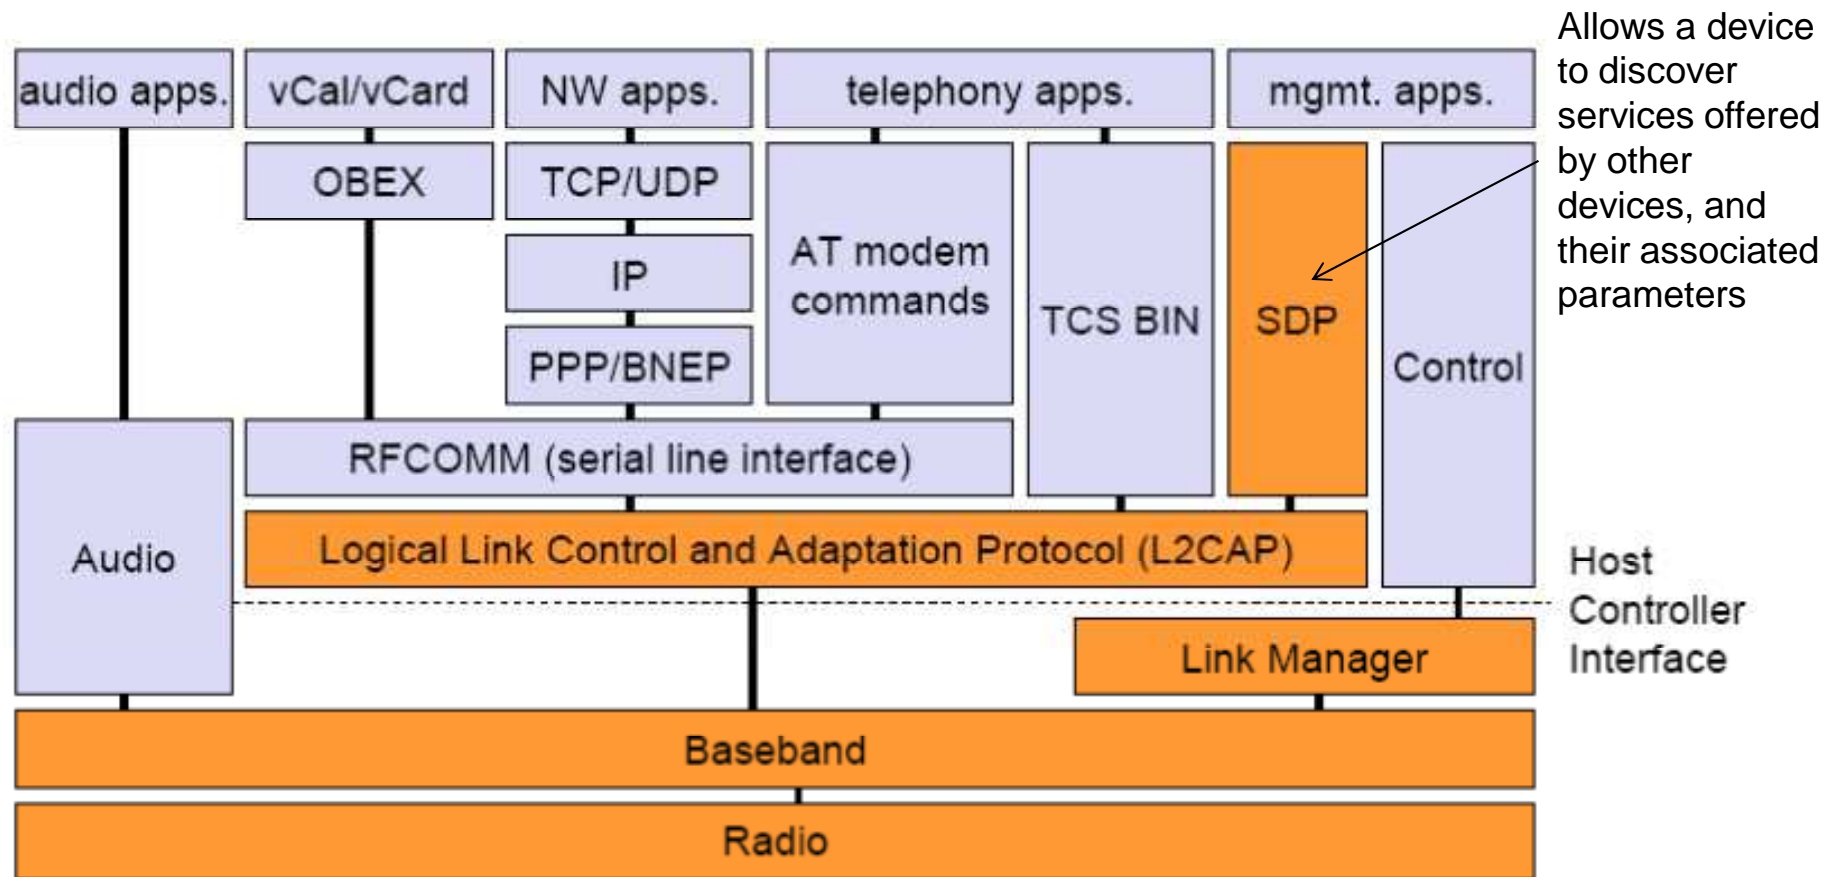 Allows a device
to discover
services offered
by other
devices, and
their associated
parameters
audio apps.
vCal/vCard
NW apps.
telephony apps.
mgmt. apps.
OBEX
TCP/UDP
IP
PPP/BNEP
AT modem
commands
TCS BIN
SDP
Control
RFCOMM (serial line interface)
Audio
Logical Link Control and Adaptation Protocol (L2CAP)
Host
Controller
Interface
Link Manager
Baseband
Radio